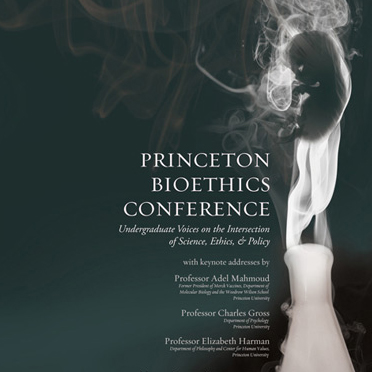 PRINCETON
BIOETHICS
CONFERENCE
Undergraduate Voices on the Intersection
of Science, Ethics, & Policy
with keynote addresses by
Professor Adel Mahmoud
Former President of Merck Vaccines, Department of
Molecular Biology and the Woodrow Wilson School
Princeton University
Professor Charles Gross
Department of Psychology
Princeton University
Professor Elizabeth Harman
Department of Philosophy and Center for Human Values,
Princeton University